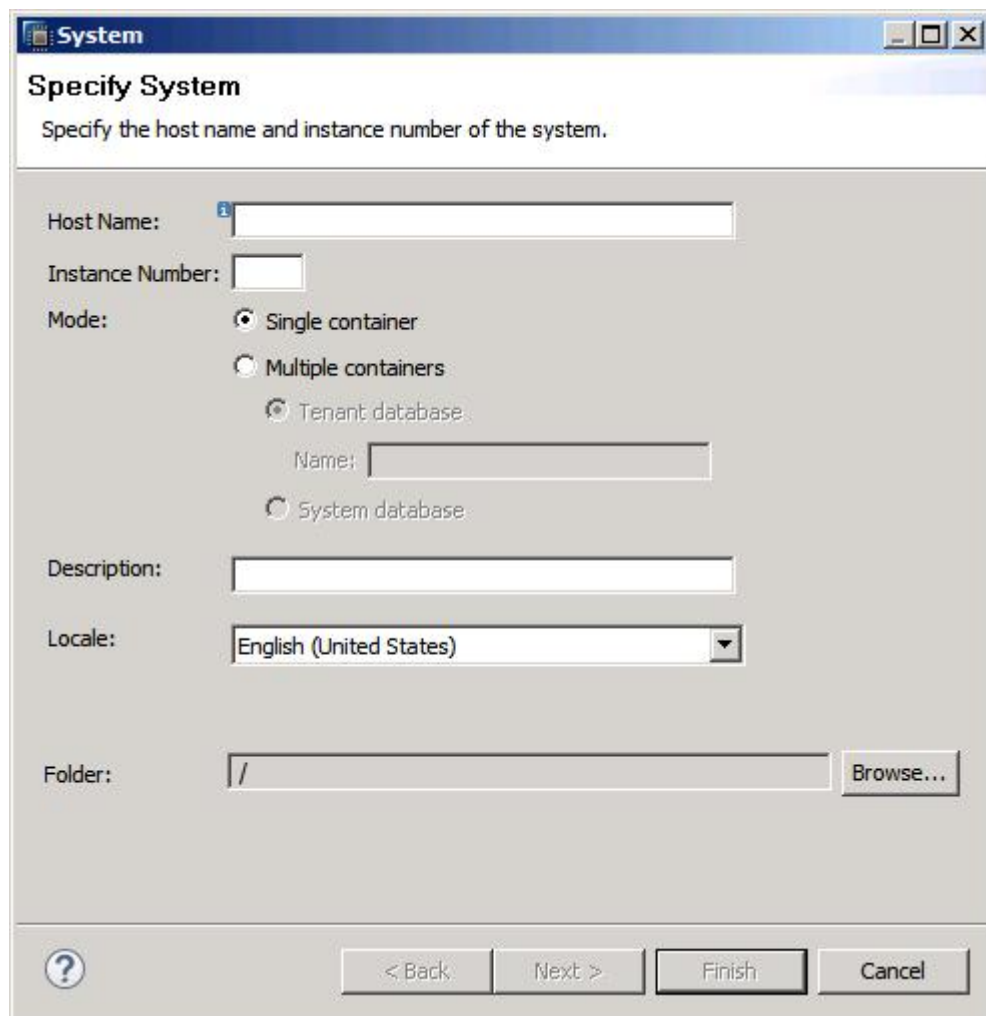 System
Specify System
Specify the host name and instance number of the system.
Host Name:
Instance Number:
Mode:
Single container
Multiple containers
Tenant database
Name:
System database
Description:
Locale:
English (United States)
Folder:
/
Browse...
?
< Back
Next >
Finish
Cancel